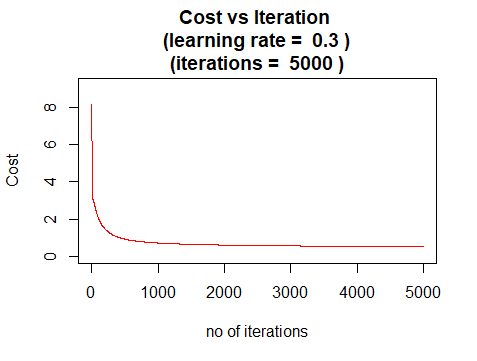 Cost vs Iteration
(learning rate =  0.3 )
(iterations =  5000 )
Cost
8
6
4
2
0
0 1000 2000 3000 4000 5000
no of iterations